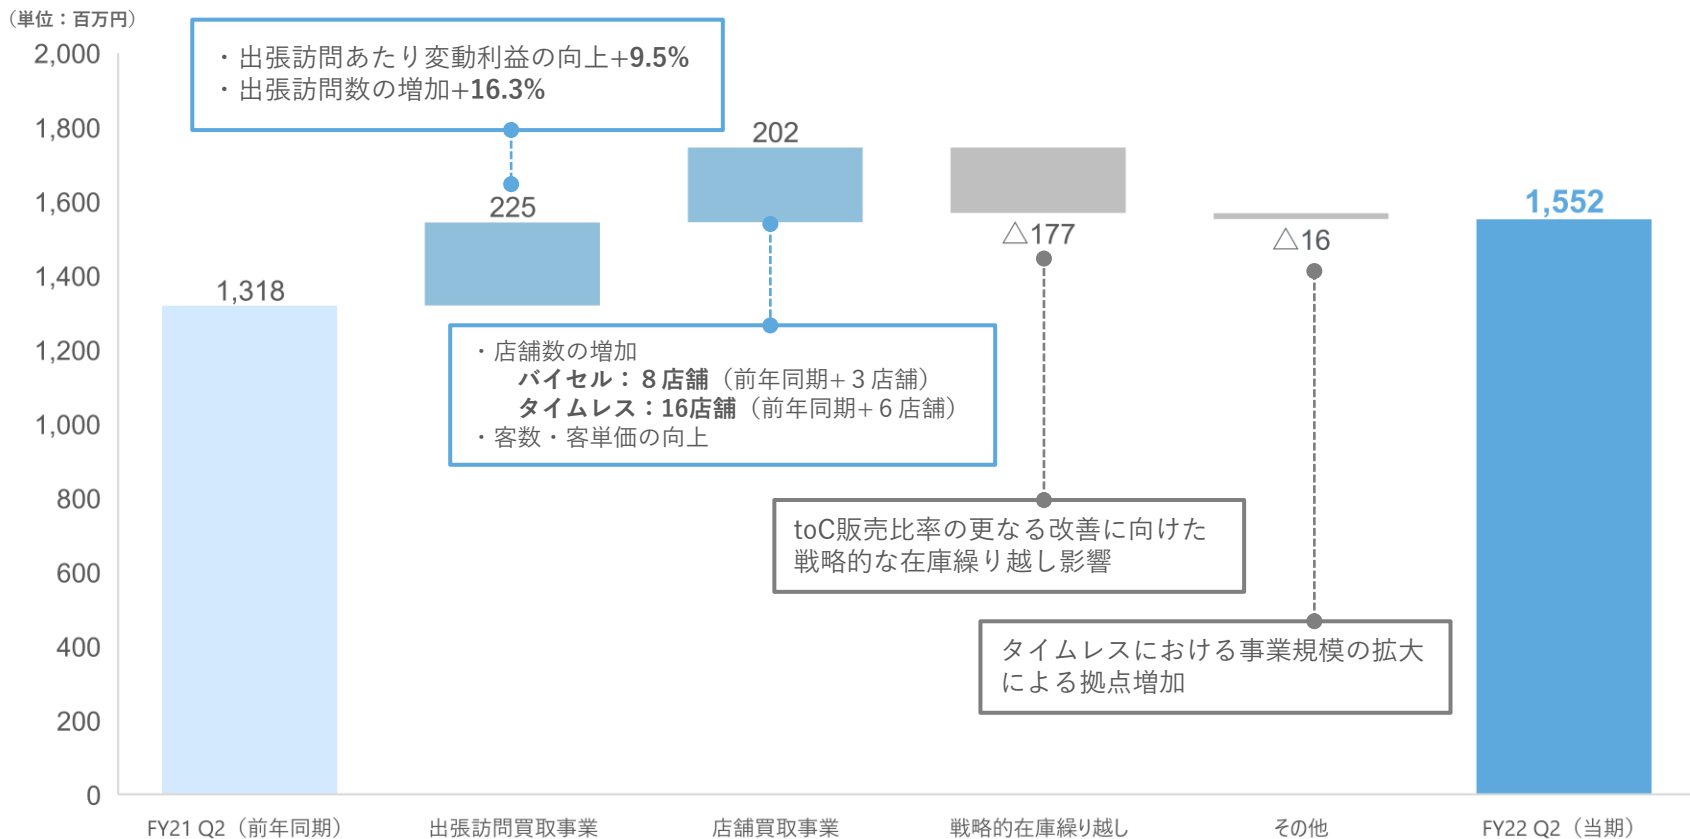 （単位：百万円）
2,000
1,800
1,600
1,400
1,200
1,000
800
600
400
200
0
・出張訪問あたり変動利益の向上+9.5%
・出張訪問数の増加+16.3%
1,318
225
202
△177
△16
1,552
・店舗数の増加
バイセル：８店舗（前年同期+３店舗）
タイムレス：16店舗（前年同期+６店舗）
・客数・客単価の向上
toC販売比率の更なる改善に向けた
戦略的な在庫繰り越し影響
タイムレスにおける事業規模の拡大
による拠点増加
FY21 Q2（前年同期）
出張訪問買取事業
店舗買取事業
戦略的在庫繰り越し
その他
FY22 Q2（当期）